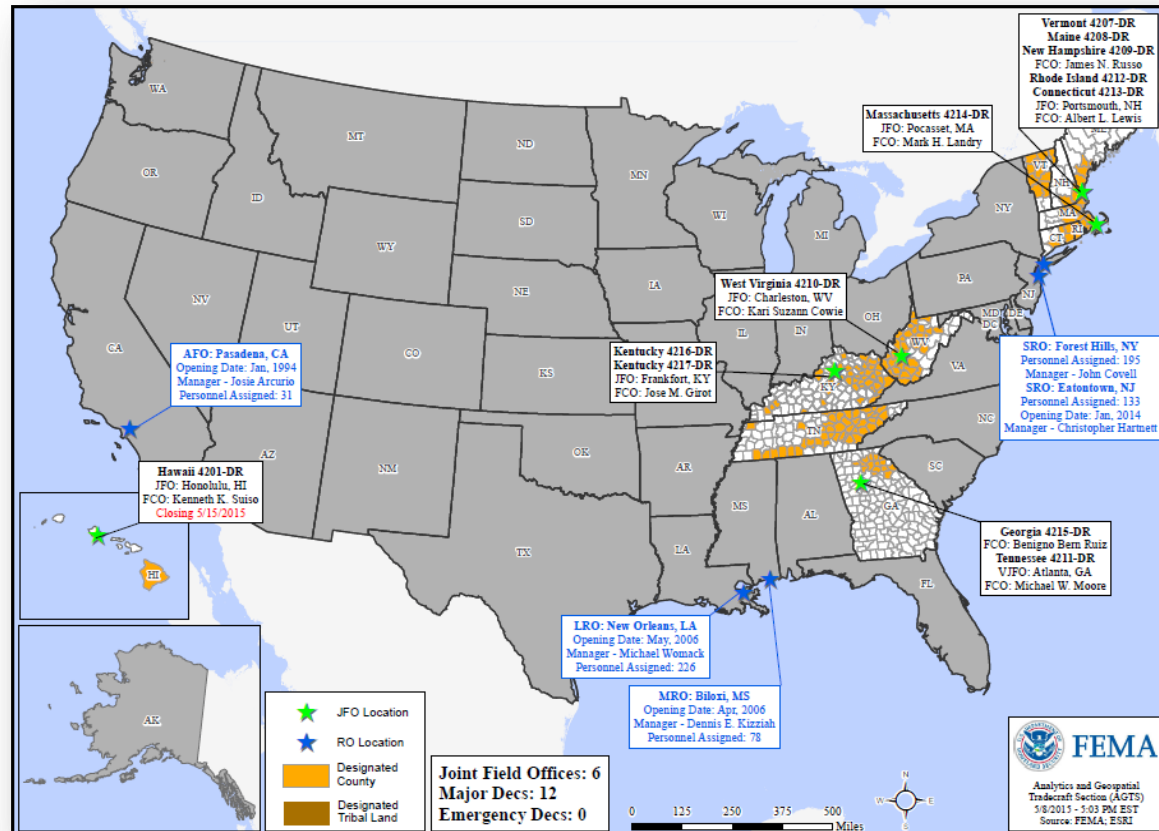 Vermont 4207-DR
Maine 4208-DR
New Hampshire 4209-DR
FCO: James N. Russo
Rhode Island 4212-DR
Connecticut 4213-DR
JFO: Portsmouth, NH
FCO: Albert L. Lewis
Massachusetts 4214-DR
JFO: Pocasset, MA
FCO: Mark H. Landry
WA
MT
ND
MN
OR
ID
SD
WI
MI
NY
VT
NH
ME
MA
CT
RI
WY
NE
IA
PA
NJ
NV
UT
CO
CA
IL
IN
OH
MD
DC
DE
WV
VA
KS
KY
West Virginia 4210-DR
JFO: Charleston, WV
FCO: Kari Suzann Cowie
Kentucky 4216-DR
Kentucky 4217-DR
JFO: Frankfort, KY
FCO: Jose M. Girot
AFO: Pasadena, CA
Opening Date: Jan, 1994
Manager - Josie Arcurio
Personnel Assigned: 31
SRO: Forest Hills, NY
Personnel Assigned: 195
Manager - John Covell
SRO: Eatontown, NJ
Personnel Assigned: 133
Opening Date: Jan, 2014
Manager - Christopher Hartnett
AZ
NM
OK
AR
TN
NC
SC
MS
AL
GA
TX
LA
FL
Hawaii 4201-DR
JFO: Honolulu, HI
FCO: Kenneth K. Suiso
Closing 5/15/2015
HI
Georgia 4215-DR
FCO: Benigno Bern Ruiz
Tennessee 4211-DR
VJFO: Atlanta, GA
FCO: Michael W. Moore
LRO: New Orleans, LA
Opening Date: May, 2006
Manager - Michael Womack
Personnel Assigned: 226
MRO: Biloxi, MS
Opening Date: Apr, 2006
Manager - Dennis E. Kizziah
Personnel Assigned: 78
AK
JFO Location
RO Location
Designated
County
Designated
Tribal Land
Joint Field Offices: 6
Major Decs: 12
Emergency Decs: 0
N
W
E
S
0 125 250 375 500
Miles
FEMA
Analytics and Geospatial
Tradecraft Section (AGTS)
5/8/2015 - 5:03 PM EST
Source: FEMA; ESRI